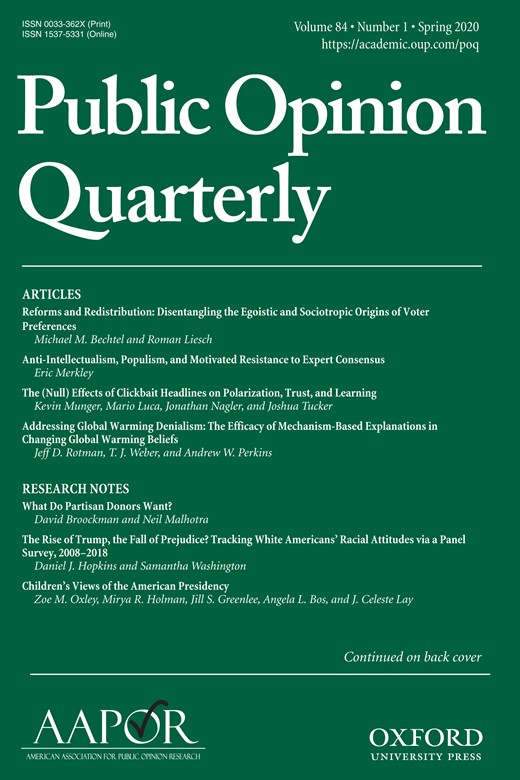 ISSN 0033-362X (Print)
ISSN 1537-5331 (Online)
Volume 84 • Number 1 • Spring 2020
https://academic.oup.com/poq
Public Opinion
Quarterly
ARTICLES
Reforms and Redistribution: Disentangling the Egoistic and Sociotropic Origins of Voter
Preferences
Michael M. Bechtel and Roman Liesch
Anti-Intellectualism, Populism, and Motivated Resistance to Expert Consensus
Eric Merkley
The (Null) Effects of Clickbait Headlines on Polarization, Trust, and Learning
Kevin Munger, Mario Luca, Jonathan Nagler, and Joshua Tucker
Addressing Global Warming Denialism: The Efficacy of Mechanism-Based Explanations in
Changing Global Warming Beliefs
Jeff D. Rotman, T. J. Weber, and Andrew W. Perkins
RESEARCH NOTES
What Do Partisan Donors Want?
David Broockman and Neil Malhotra
The Rise of Trump, the Fall of Prejudice? Tracking White Americans’ Racial Attitudes via a Panel
Survey, 2008–2018
Daniel J. Hopkins and Samantha Washington
Children’s Views of the American Presidency
Zoe M. Oxley, Mirya R. Holman, Jill S. Greenlee, Angela L. Bos, and J. Celeste Lay
Continued on back cover
AAPOR
AMERICAN ASSOCIATION FOR PUBLIC OPINION RESEARCH
OXFORD
UNIVERSITY PRESS